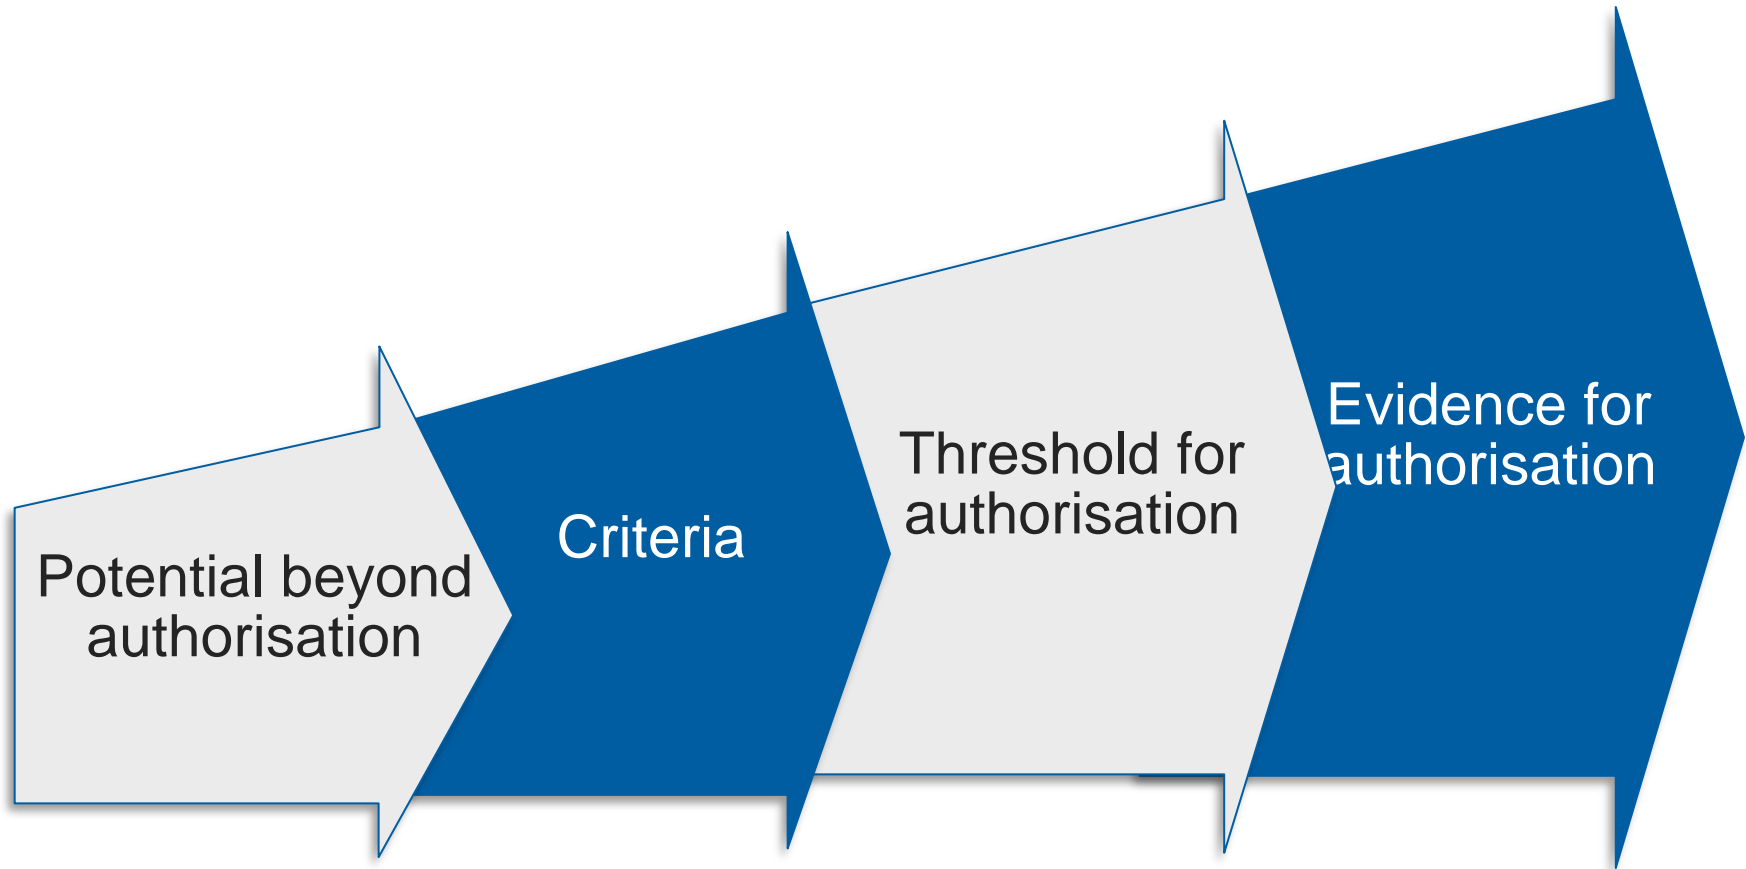 Potential beyond
authorisation
Criteria
Threshold for
authorisation
Evidence for
authorisation